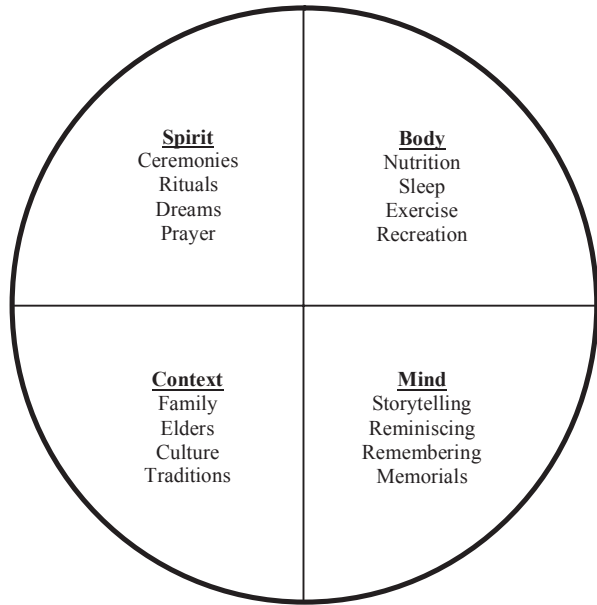 Spirit
Ceremonies
Rituals
Dreams
Prayer
Body
Nutrition
Sleep
Exercise
Recreation
Context
Family
Elders
Culture
Traditions
Mind
Storytelling
Reminiscing
Remembering
Memorials